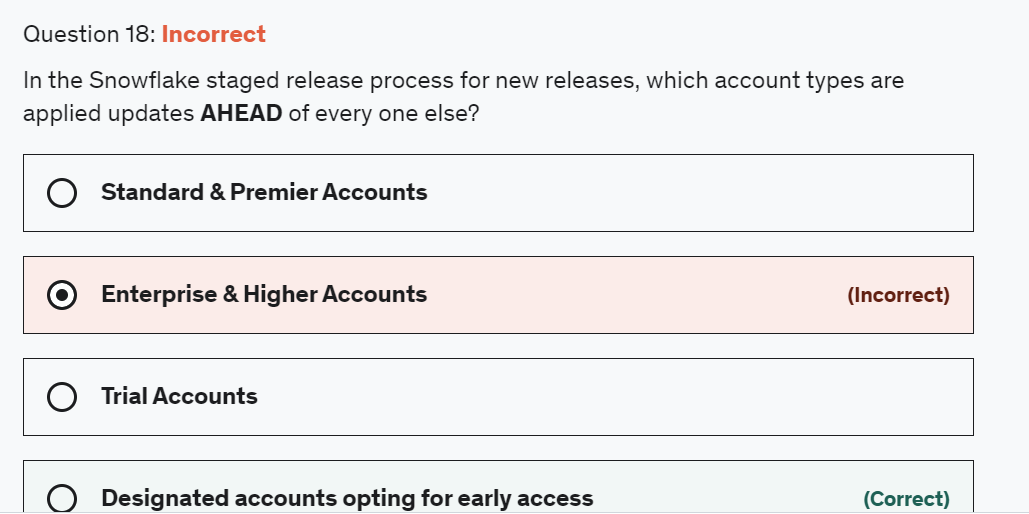 Question 18: Incorrect
In the Snowflake staged release process for new releases, which account types are
applied updates AHEAD of every one else?
Standard & Premier Accounts
Enterprise & Higher Accounts (Incorrect)
Trial Accounts
Designated accounts opting for early access (Correct)